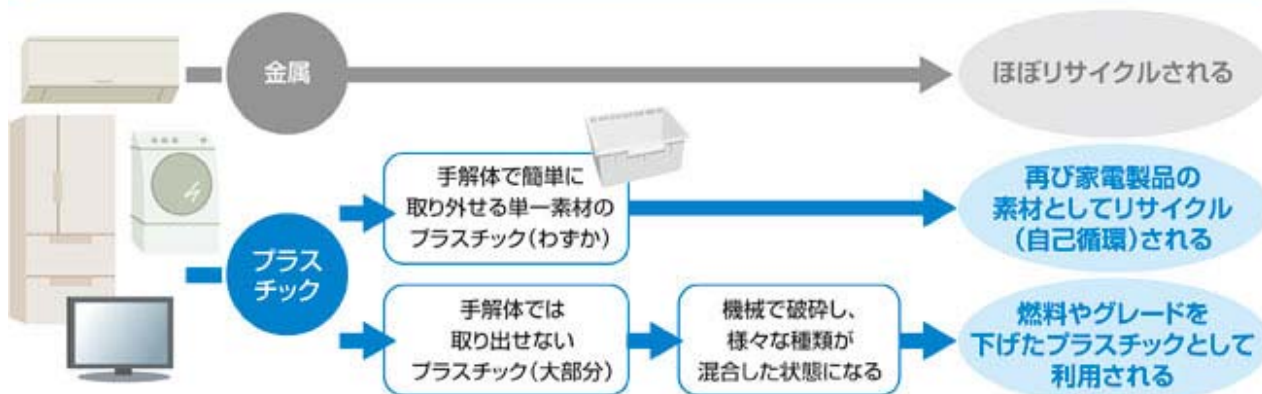 金属
ほぼリサイクルされる
プラス
チック
手解体で簡単に
取り外せる単一素材の
プラスチック(わずか)
再び家電製品の
素材としてリサイクル
(自己循環)される
手解体では
取り出せない
プラスチック(大部分)
機械で破砕し、
様々な種類が
混合した状態になる
燃料やグレードを
下げたプラスチックとして
利用される